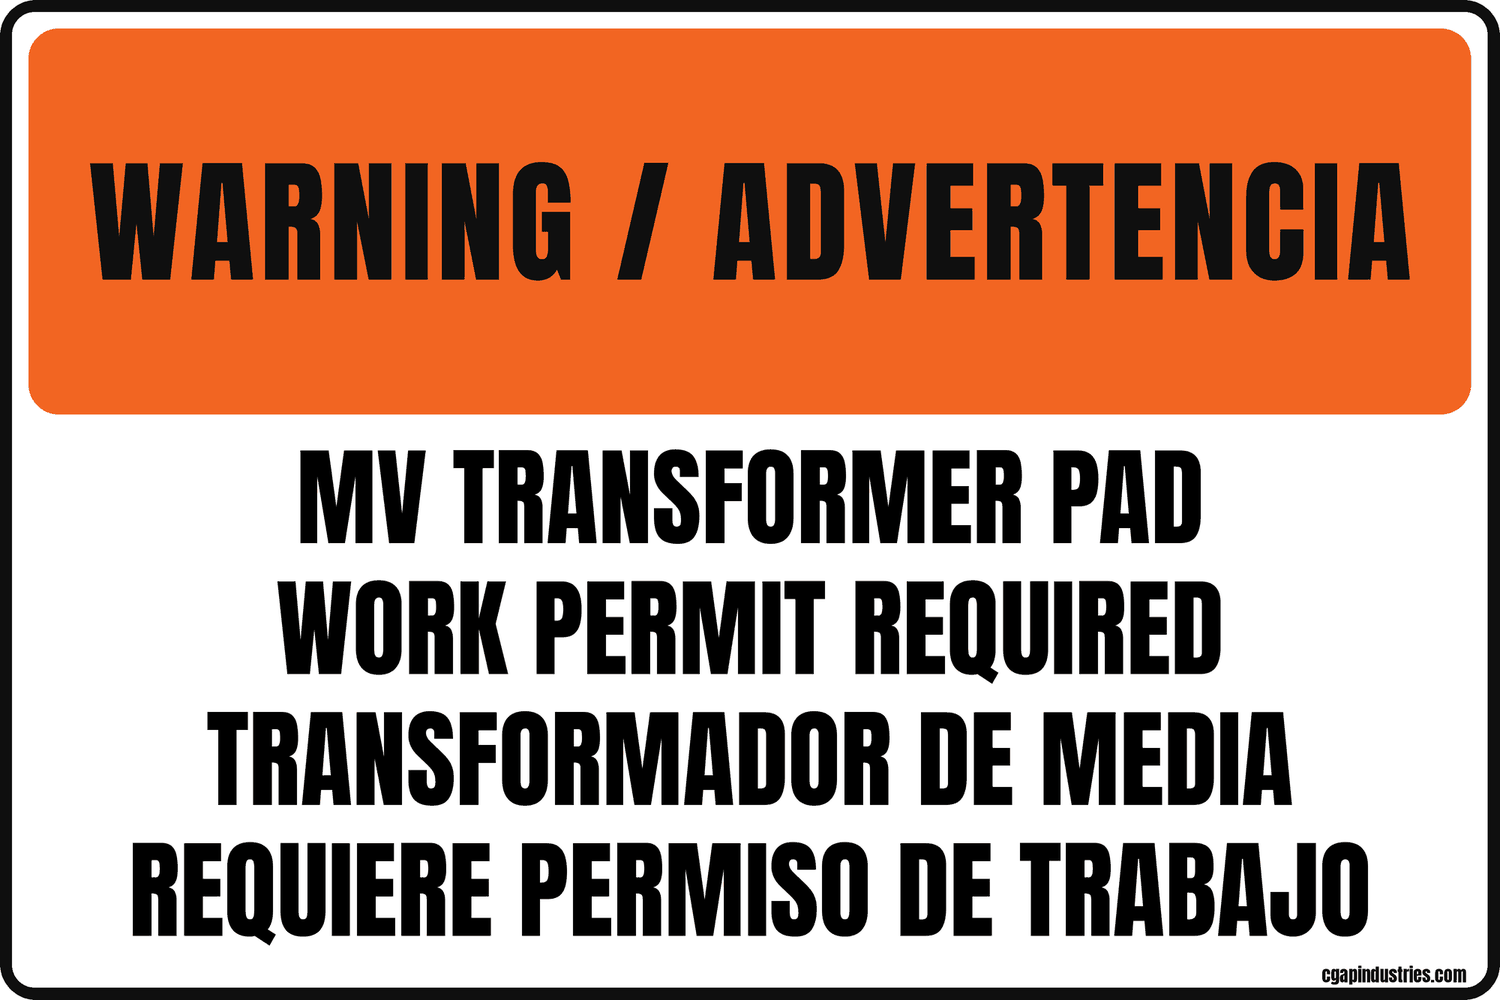 WARNING / ADVERTENCIA
MV TRANSFORMER PAD
WORK PERMIT REQUIRED
TRANSFORMADOR DE MEDIA
REQUIERE PERMISO DE TRABAJO
cgapindustries.com